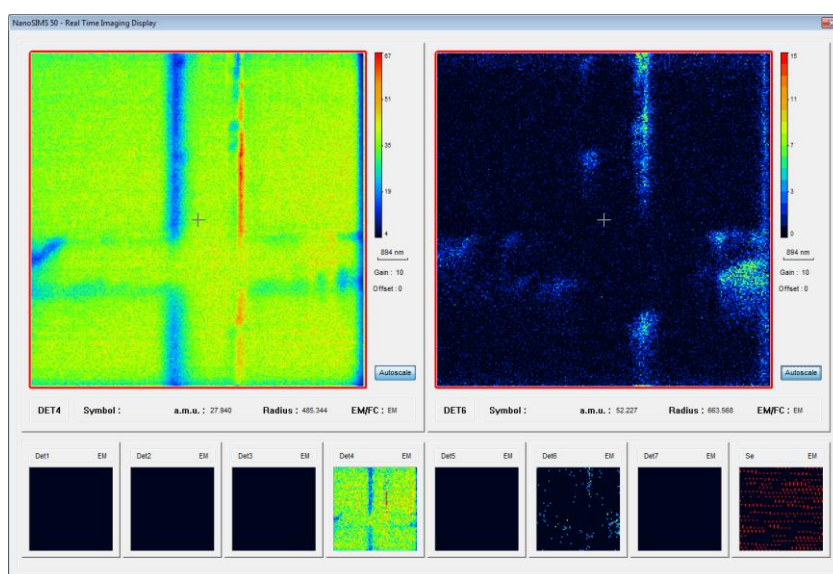 NanoSIMS 50 - Real Time Imaging Display
67
51
35
19
4
894 nm
Gain : 10
Offset : 0
Autoscale
15
11
7
3
0
894 nm
Gain : 10
Offset : 0
Autoscale
DET4 Symbol : a.m.u. : 27.940 Radius : 485.344 EM/FC : EM
DET6 Symbol : a.m.u. : 52.227 Radius : 663.568 EM/FC : EM
Det1 EM
Det2 EM
Det3 EM
Det4 EM
Det5 EM
Det6 EM
Det7 EM
Se EM